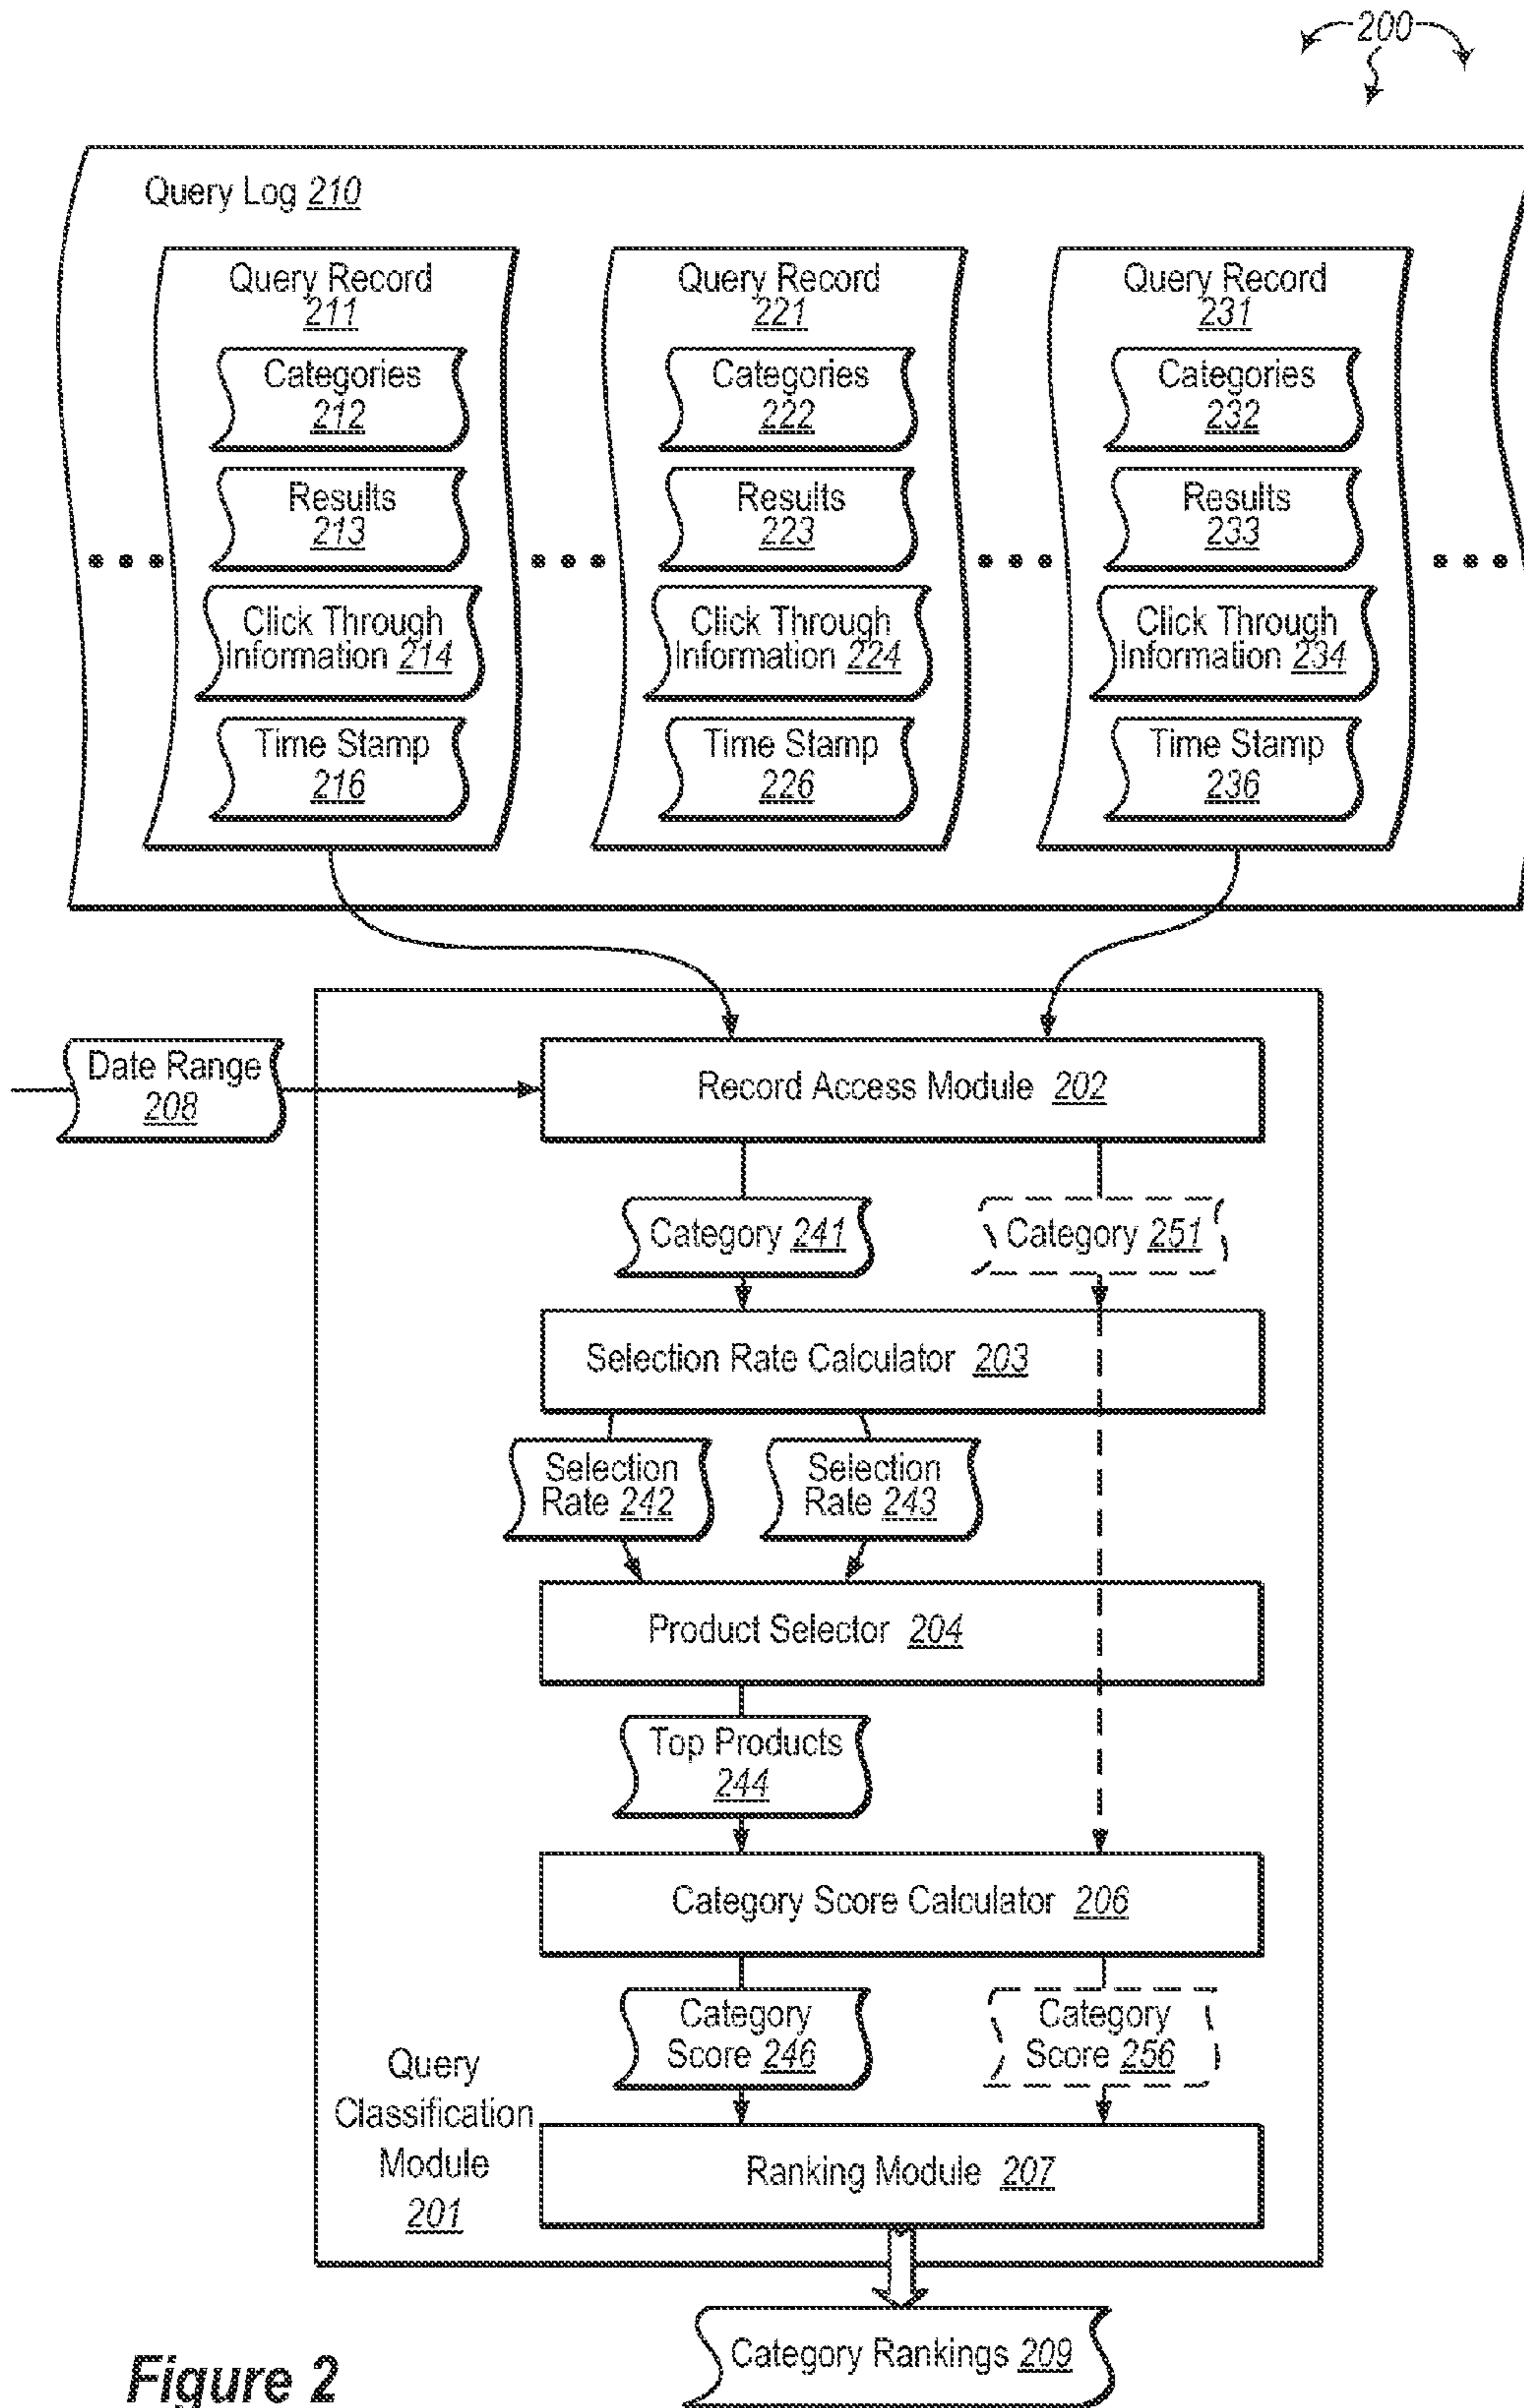 200
Query Log 210
Query Record
211
Categories
212
Results
213
Click Through
Information 214
Time Stamp
216
Query Record
221
Categories
222
Results
223
Click Through
Information 224
Time Stamp
226
Query Record
231
Categories
232
Results
233
Click Through
Information 234
Time Stamp
236
Date Range
208
Record Access Module 202
Category 241
Category 251
Selection Rate Calculator 203
Selection
Rate 242
Selection
Rate 243
Product Selector 204
Top Products
244
Category Score Calculator 206
Category
Score 246
Category
Score 256
Query
Classification
Module
201
Ranking Module 207
Category Rankings 209
Figure 2